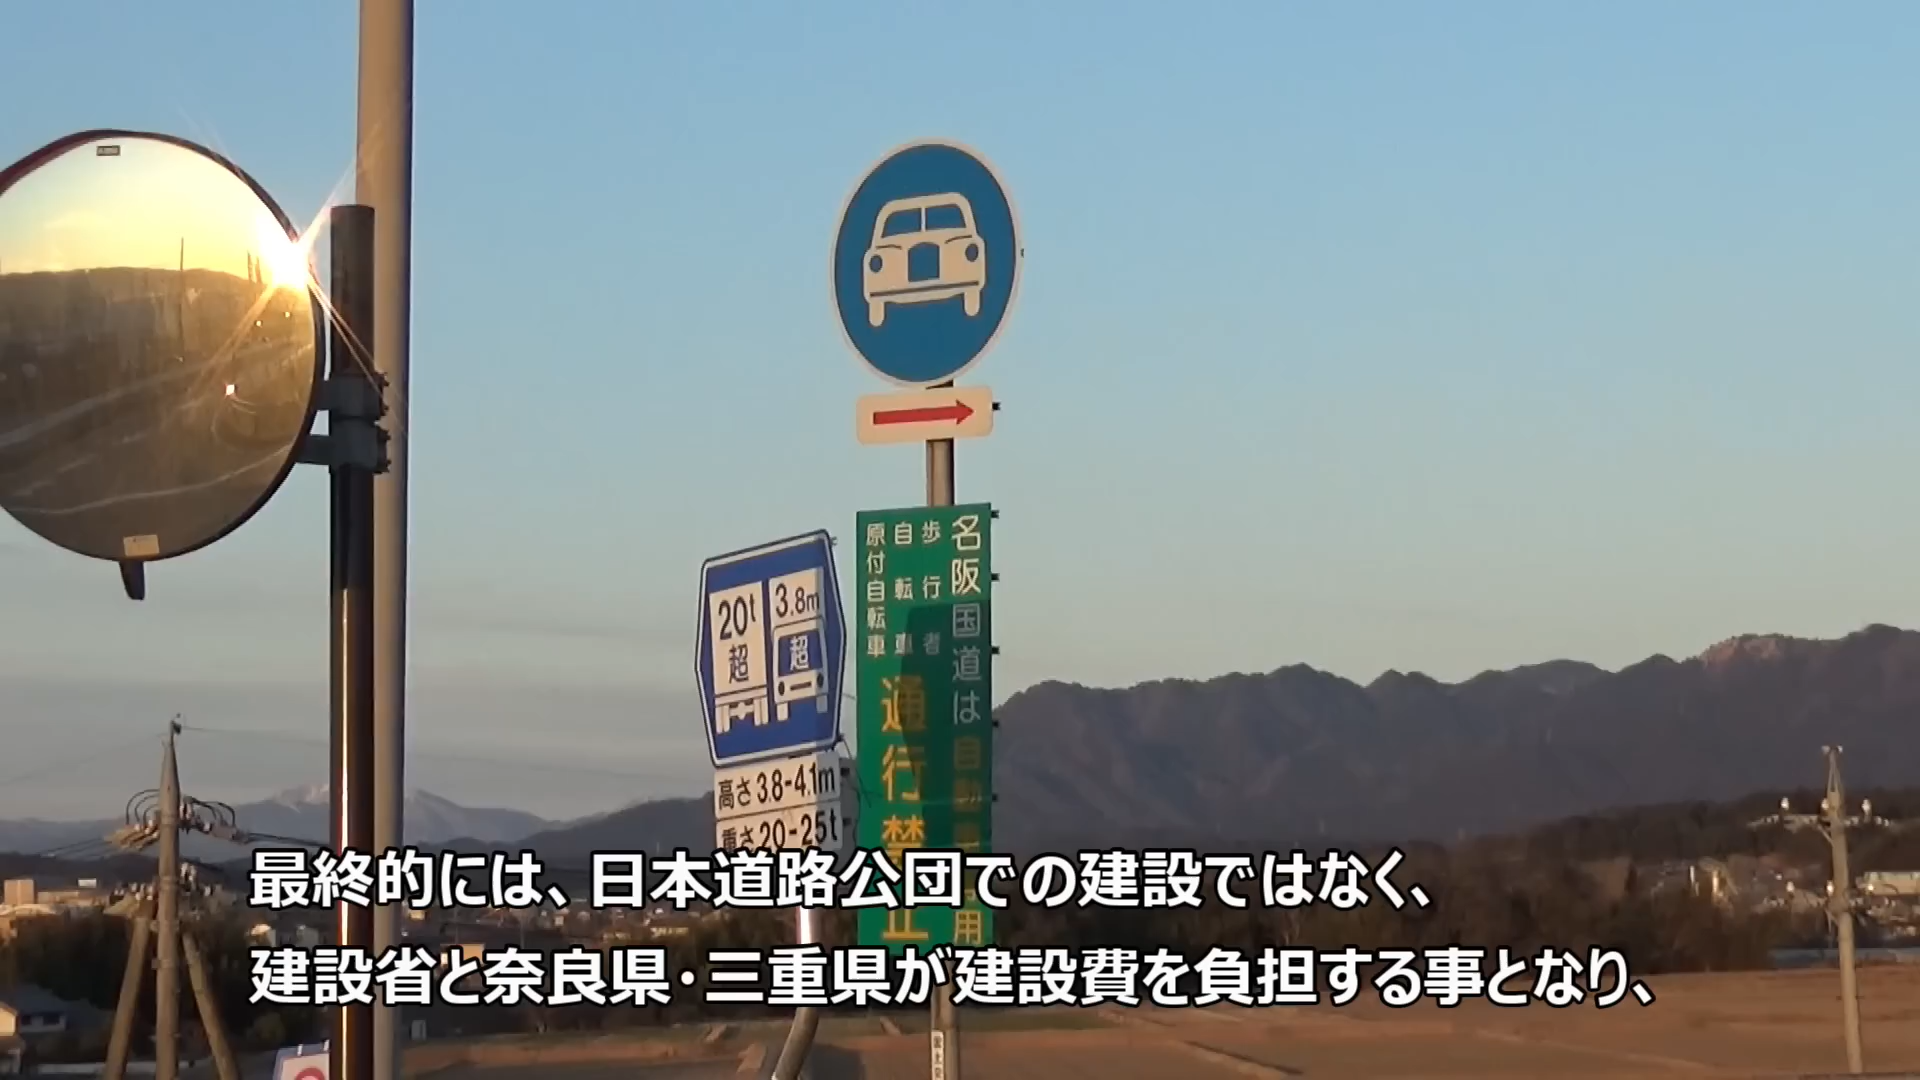 名阪国道は自動車専用
歩行者
自転車
原付自転車
通行禁止
20t超
3.8m超
高さ3.8-4.1m
重さ20-25t
最終的には、日本道路公団での建設ではなく、
建設省と奈良県・三重県が建設費を負担する事となり、